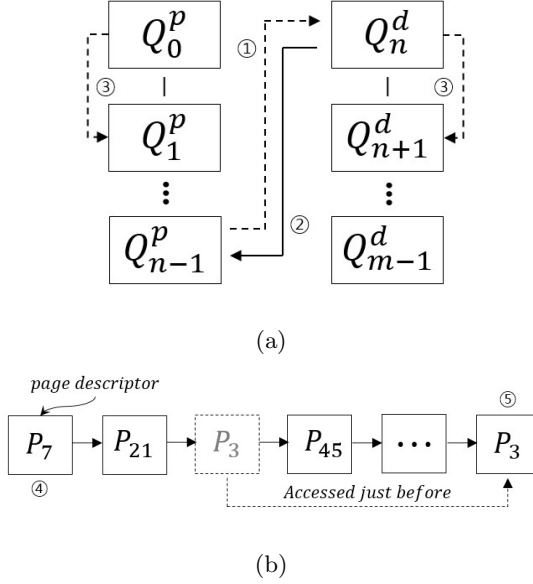 Q_0^p ① Q_n^d
③ ③
Q_1^p Q_{n+1}^d
⋮ ⋮
Q_{n-1}^p ② Q_{m-1}^d
(a)
page descriptor
⑤
P_7 P_21 P_3 P_45 ⋯ P_3
④ Accessed just before
(b)